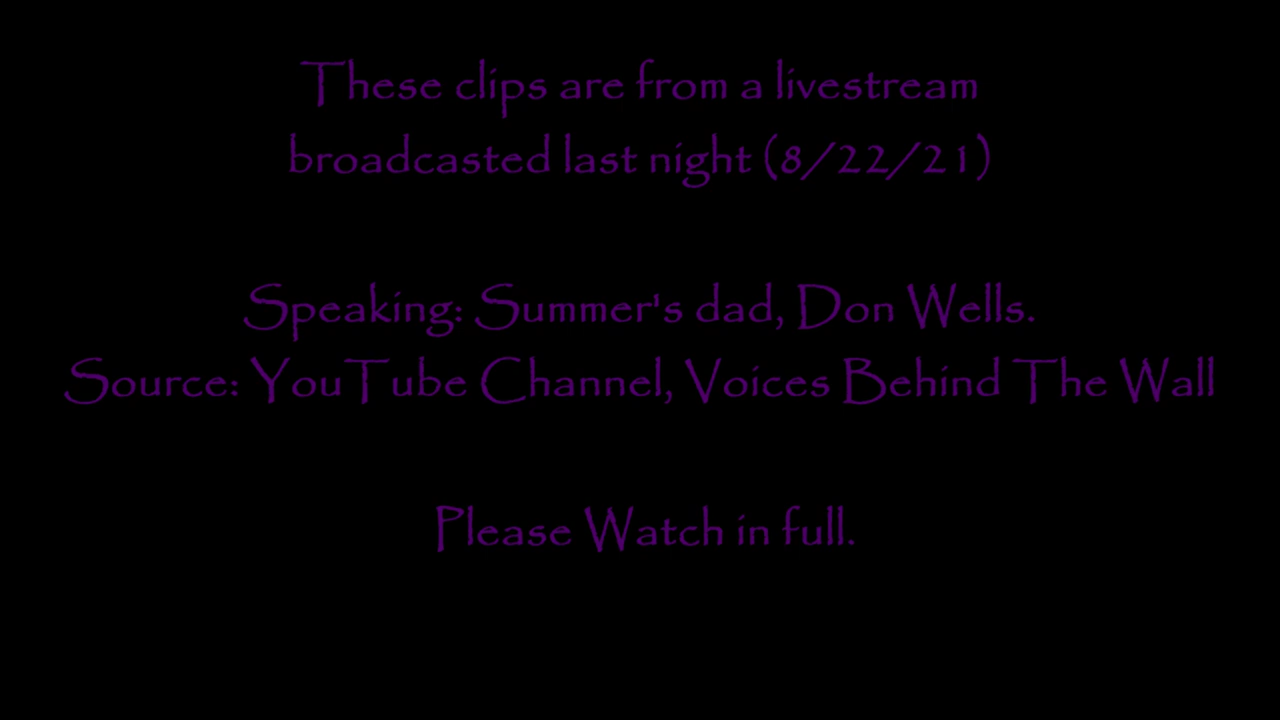 These clips are from a livestream
broadcasted last night (8/22/21)
Speaking: Summer's dad, Don Wells.
Source: YouTube Channel, Voices Behind The Wall
Please Watch in full.